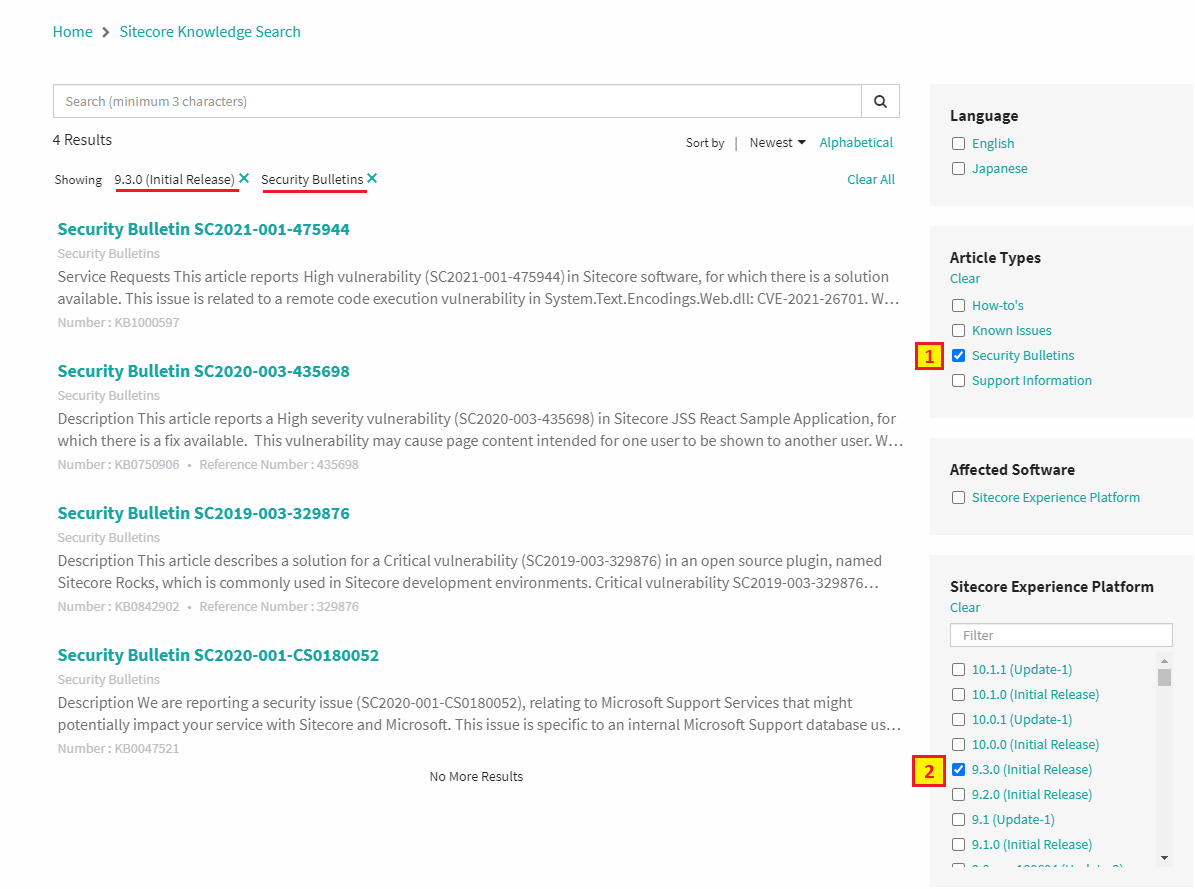 Home > Sitecore Knowledge Search
Search (minimum 3 characters)
4 Results
Sort by | Newest Alphabetical
Showing 9.3.0 (Initial Release) × Security Bulletins ×
Clear All
Security Bulletin SC2021-001-475944
Security Bulletins
Service Requests This article reports High vulnerability (SC2021-001-475944) in Sitecore software, for which there is a solution
available. This issue is related to a remote code execution vulnerability in System.Text.Encodings.Web.dll: CVE-2021-26701. W…
Number : KB1000597
Security Bulletin SC2020-003-435698
Security Bulletins
Description This article reports a High severity vulnerability (SC2020-003-435698) in Sitecore JSS React Sample Application, for
which there is a fix available. This vulnerability may cause page content intended for one user to be shown to another user. W…
Number : KB0750906 • Reference Number : 435698
Security Bulletin SC2019-003-329876
Security Bulletins
Description This article describes a solution for a Critical vulnerability (SC2019-003-329876) in an open source plugin, named
Sitecore Rocks, which is commonly used in Sitecore development environments. Critical vulnerability SC2019-003-329876…
Number : KB0842902 • Reference Number : 329876
Security Bulletin SC2020-001-CS0180052
Security Bulletins
Description We are reporting a security issue (SC2020-001-CS0180052), relating to Microsoft Support Services that might
potentially impact your service with Sitecore and Microsoft. This issue is specific to an internal Microsoft Support database us…
Number : KB0047521
No More Results
Language
English
Japanese
Article Types
Clear
How-to's
Known Issues
1
Security Bulletins
Support Information
Affected Software
Sitecore Experience Platform
Sitecore Experience Platform
Clear
Filter
10.1.1 (Update-1)
10.1.0 (Initial Release)
10.0.1 (Update-1)
10.0.0 (Initial Release)
2
9.3.0 (Initial Release)
9.2.0 (Initial Release)
9.1 (Update-1)
9.1.0 (Initial Release)